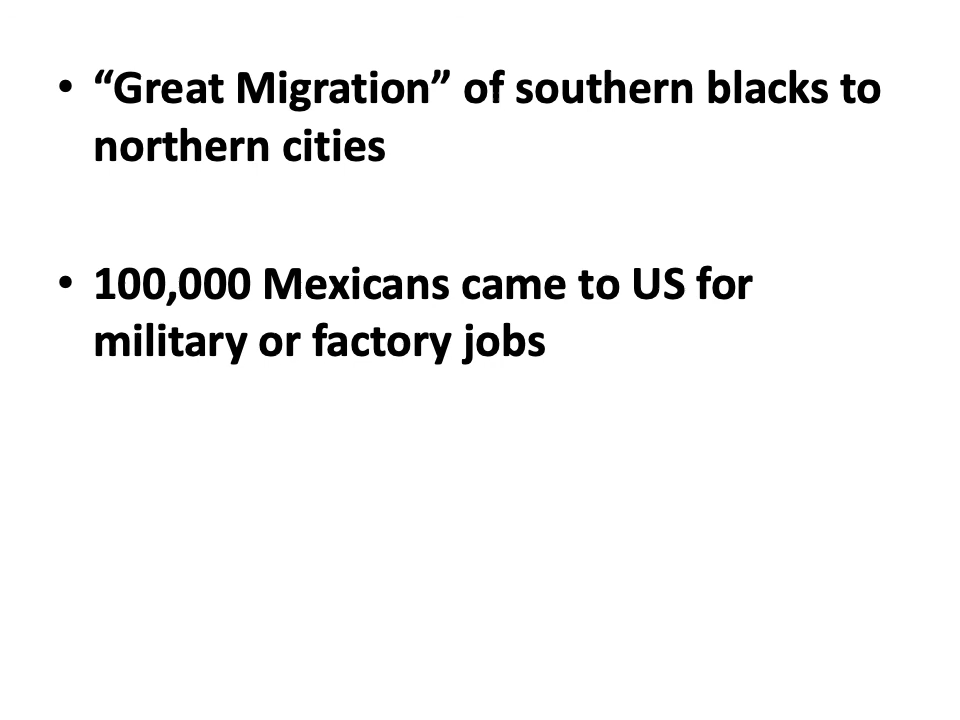 • “Great Migration” of southern blacks to
northern cities
• 100,000 Mexicans came to US for
military or factory jobs